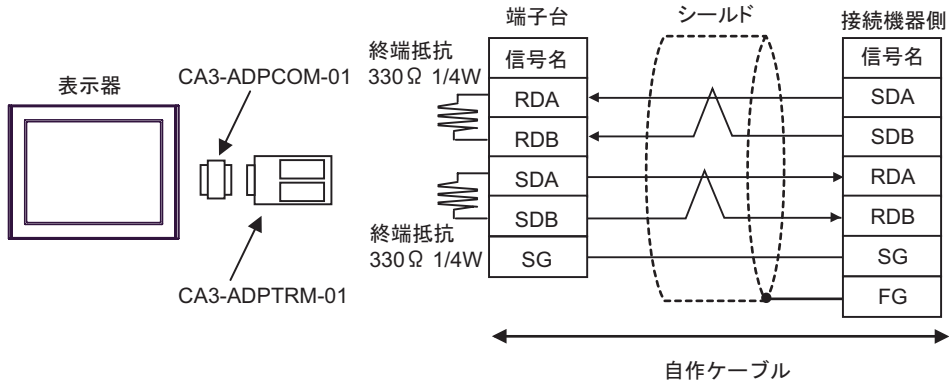 表示器
CA3-ADPCOM-01
CA3-ADPTRM-01
終端抵抗
330Ω 1/4W
終端抵抗
330Ω 1/4W
端子台
信号名
RDA
RDB
SDA
SDB
SG
シールド
接続機器側
信号名
SDA
SDB
RDA
RDB
SG
FG
自作ケーブル